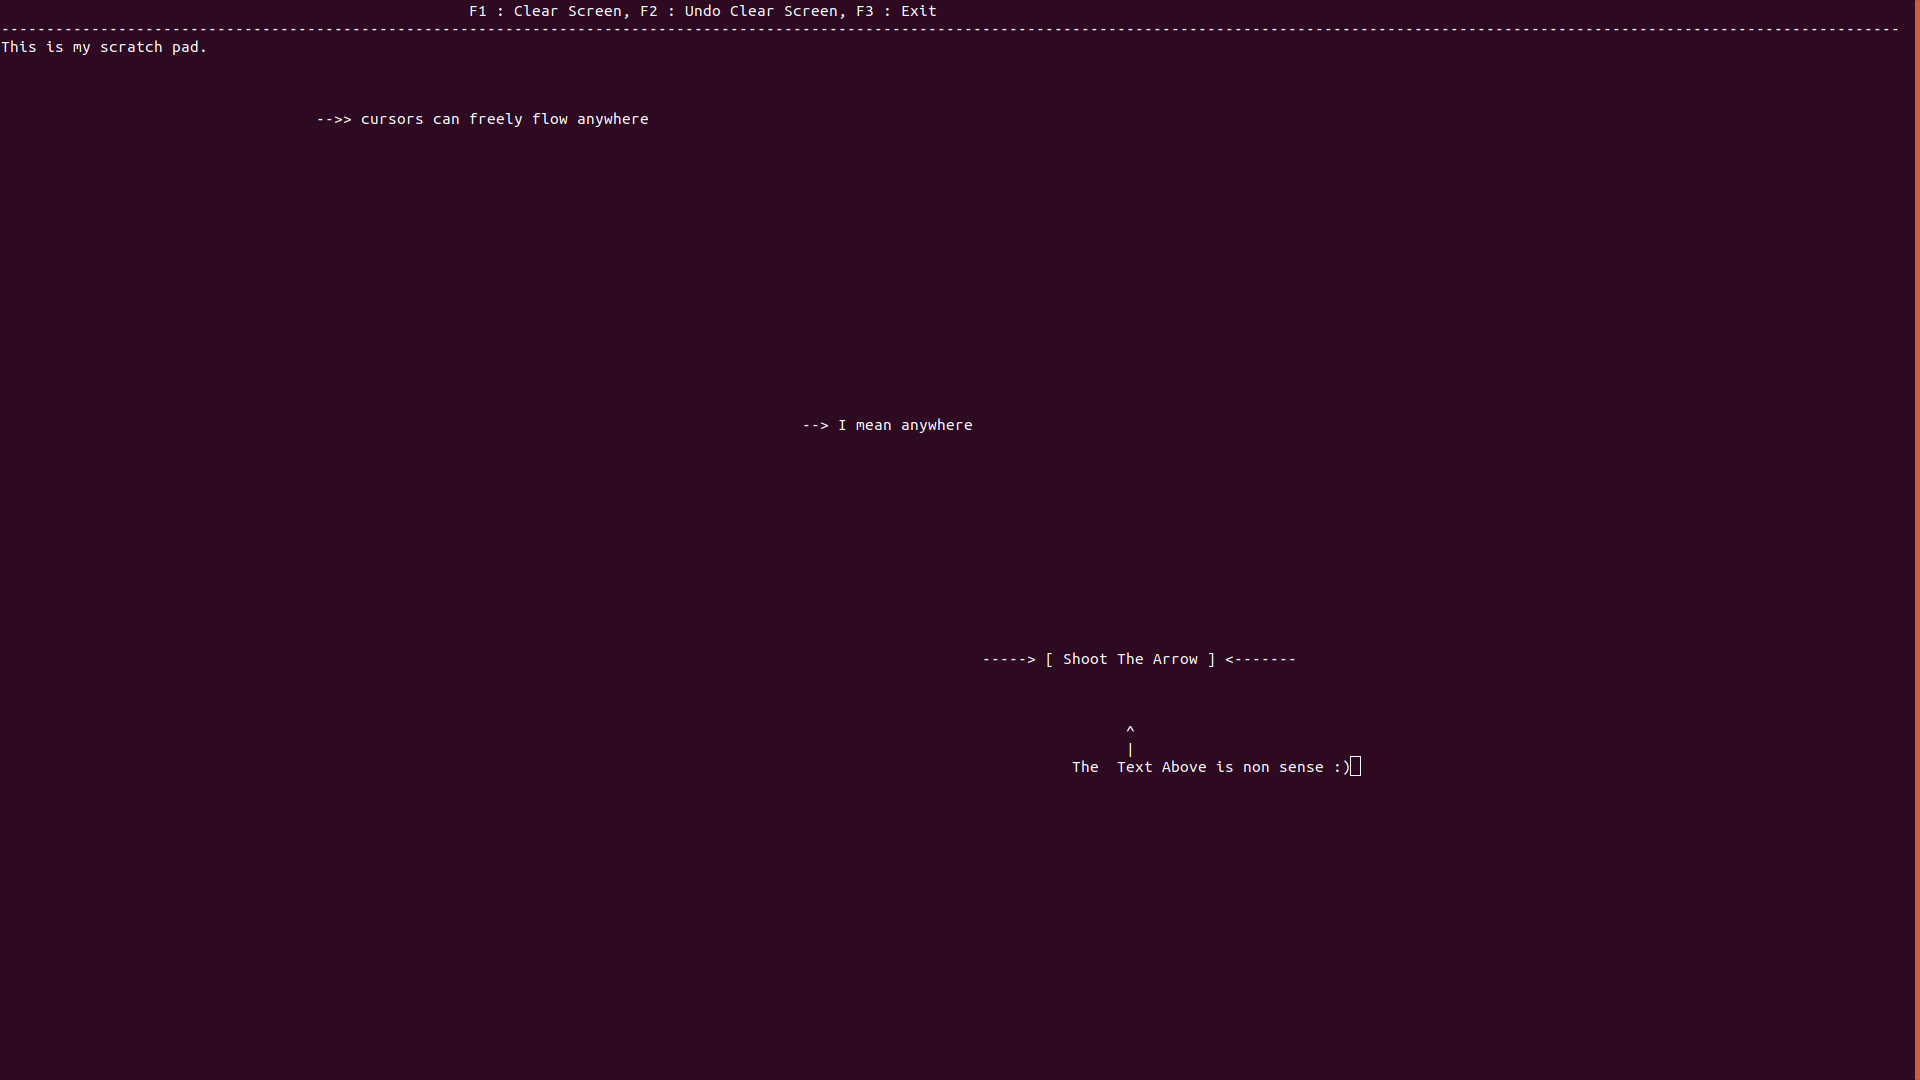 F1 : Clear Screen, F2 : Undo Clear Screen, F3 : Exit
-------------------------------------------------------------------------------------------------------------------------------------------------------------------------------------------------------------------
This is my scratch pad.
-->> cursors can freely flow anywhere
--> I mean anywhere
-----> [ Shoot The Arrow ] <-------
^
|
The  Text Above is non sense :)